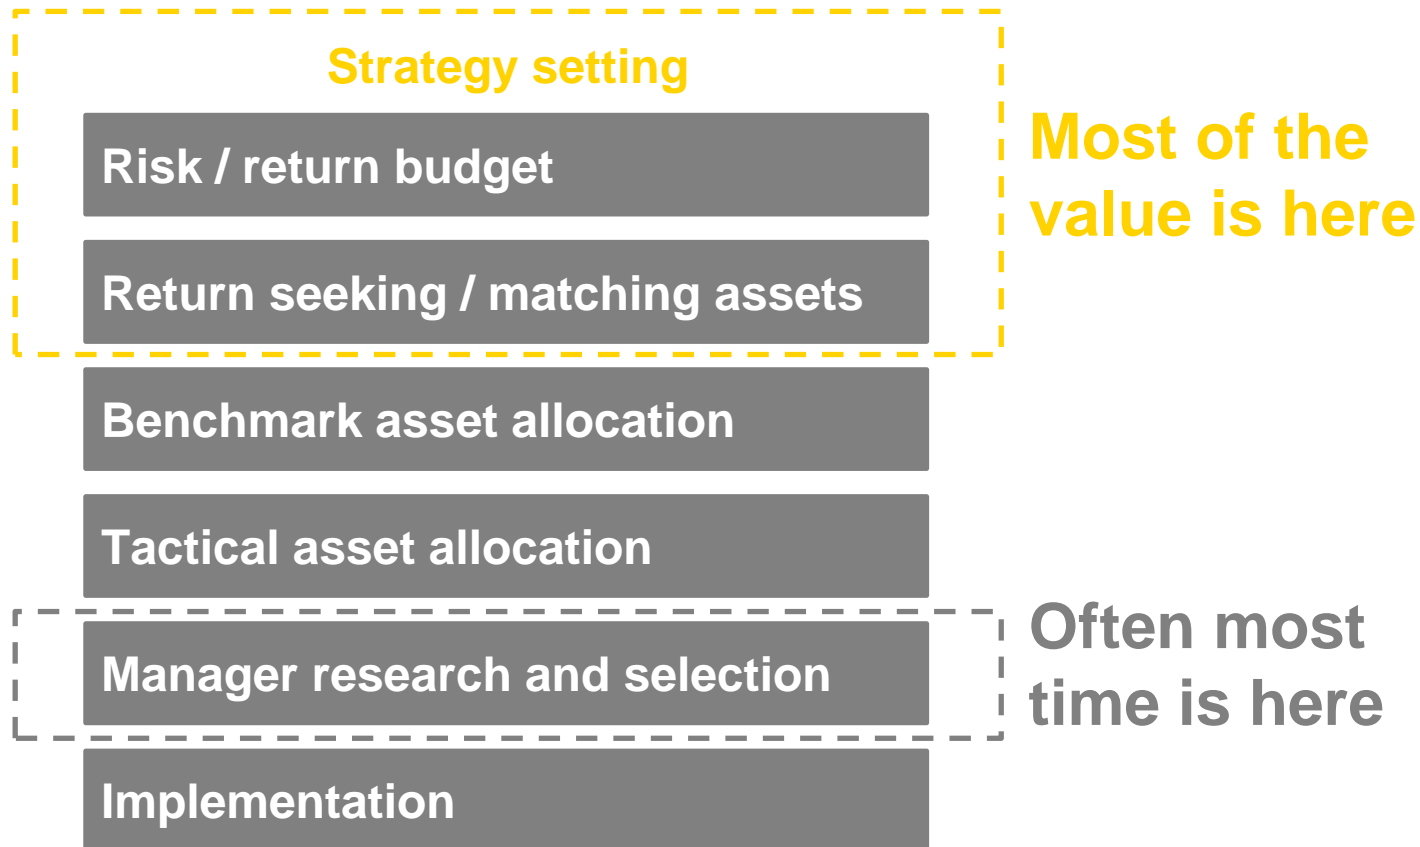 Strategy setting
Risk / return budget
Most of the
value is here
Return seeking / matching assets
Benchmark asset allocation
Tactical asset allocation
Often most
time is here
Manager research and selection
Implementation